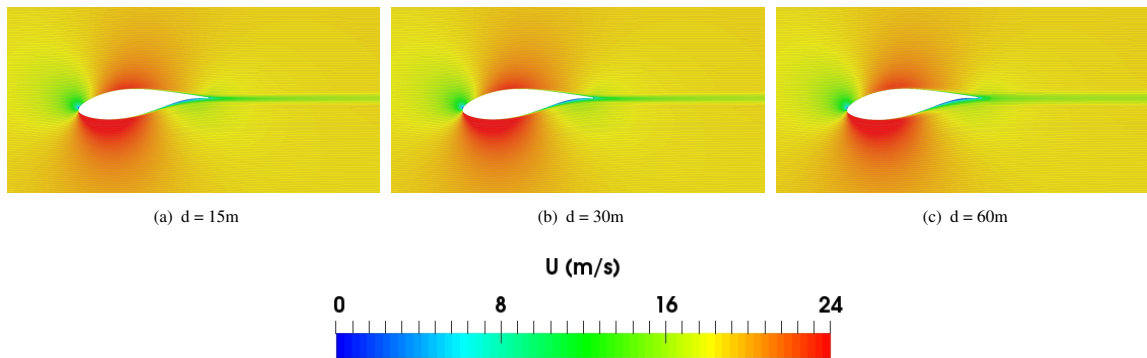 (a) d = 15m
(b) d = 30m
(c) d = 60m
U (m/s)
0 8 16 24